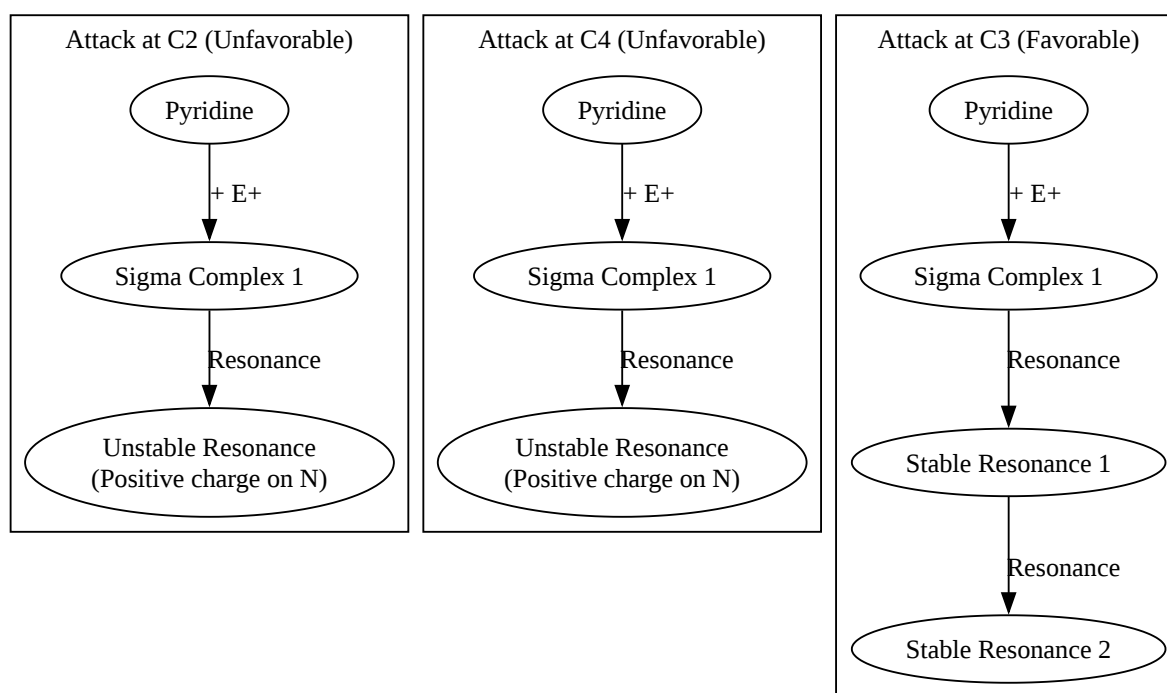 Attack at C2 (Unfavorable)
Pyridine
+ E+
Sigma Complex 1
Resonance
Unstable Resonance
(Positive charge on N)
Attack at C4 (Unfavorable)
Pyridine
+ E+
Sigma Complex 1
Resonance
Unstable Resonance
(Positive charge on N)
Attack at C3 (Favorable)
Pyridine
+ E+
Sigma Complex 1
Resonance
Stable Resonance 1
Resonance
Stable Resonance 2